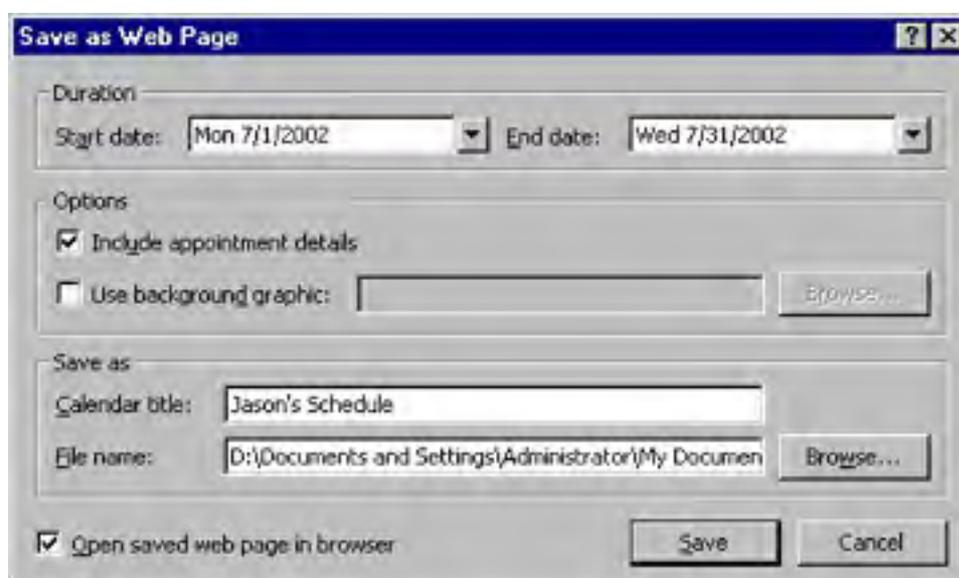 Save as Web Page
Duration
Start date: Mon 7/1/2002 End date: Wed 7/31/2002
Options
Include appointment details
Use background graphic: Browse...
Save as
Calendar title: Jason's Schedule
File name: D:\Documents and Settings\Administrator\My Documen Browse...
Open saved web page in browser Save Cancel